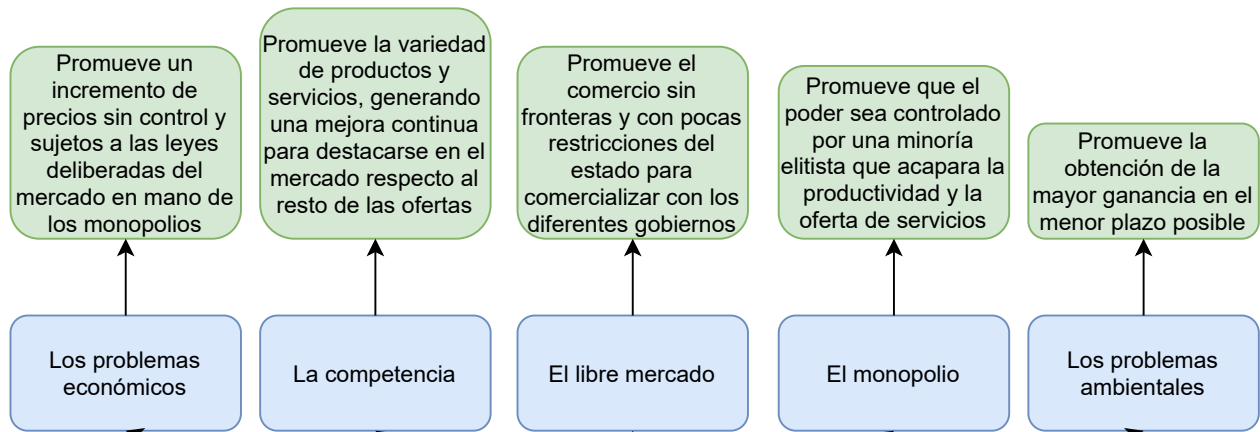 Promueve un
incremento de
precios sin control y
sujetos a las leyes
deliberadas del
mercado en mano de
los monopolios
Promueve la variedad
de productos y
servicios, generando
una mejora continua
para destacarse en el
mercado respecto al
resto de las ofertas
Promueve el
comercio sin
fronteras y con pocas
restricciones del
estado para
comercializar con los
diferentes gobiernos
Promueve que el
poder sea controlado
por una minoría
elitista que acapara la
productividad y la
oferta de servicios
Promueve la
obtención de la
mayor ganancia en el
menor plazo posible
Los problemas
económicos
La competencia
El libre mercado
El monopolio
Los problemas
ambientales